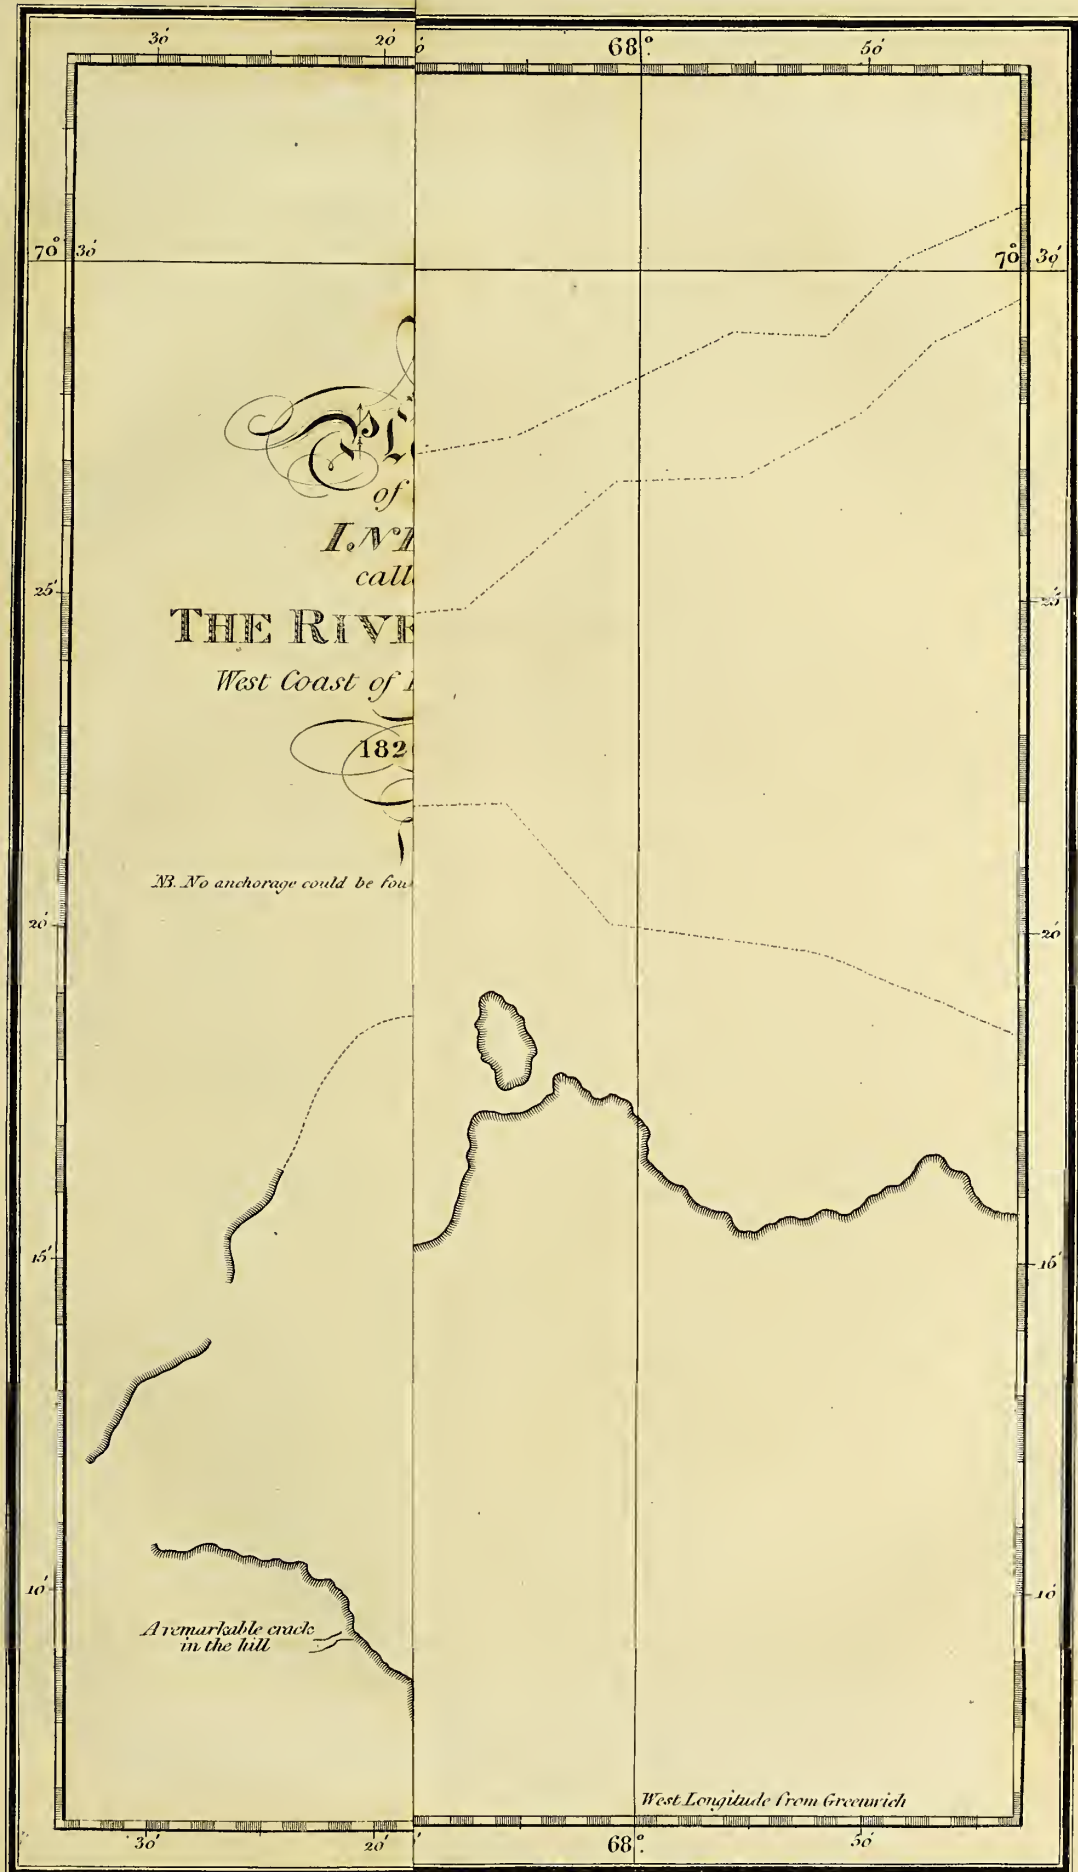 30' 20' 0' 68°. 50'
70° 30'
70° 30'
of
INL
call
THE RIVE
West Coast of
182
NB. No anchorage could be fou
25'
25'
20'
20'
15'
15'
10'
10'
A remarkable crack
in the hill
West Longitude from Greenwich
30' 20' 68°. 50'